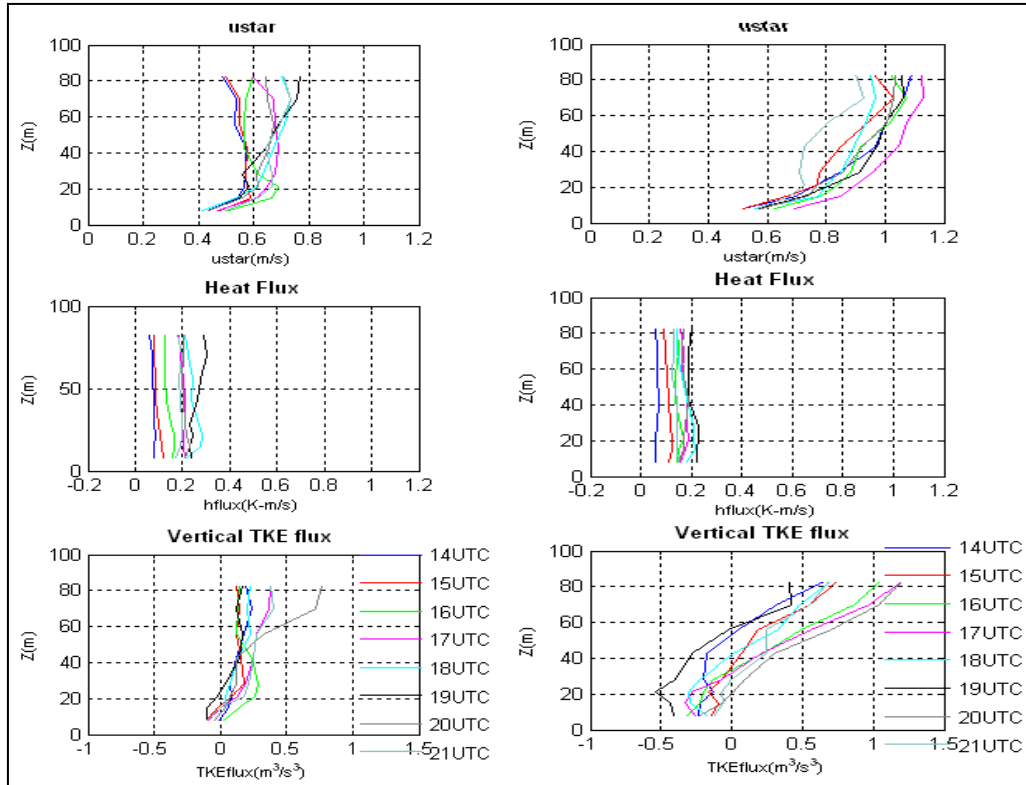 ustar
100
80
60
40
20
0
Z(m)
0 0.2 0.4 0.6 0.8 1 1.2
ustar(m/s)
ustar
100
80
60
40
20
0
Z(m)
0 0.2 0.4 0.6 0.8 1 1.2
ustar(m/s)
Heat Flux
100
50
0
Z(m)
-0.2 0 0.2 0.4 0.6 0.8 1 1.2
hflux(K-m/s)
Heat Flux
100
80
60
40
20
0
Z(m)
-0.2 0 0.2 0.4 0.6 0.8 1 1.2
hflux(K-m/s)
Vertical TKE flux
100
80
60
40
20
0
Z(m)
-1 -0.5 0 0.5 1 1.5
TKEflux(m³/s³)
14UTC
15UTC
16UTC
17UTC
18UTC
19UTC
20UTC
21UTC
Vertical TKE flux
100
80
60
40
20
0
Z(m)
-1 -0.5 0 0.5 1 1.5
TKEflux(m³/s³)
14UTC
15UTC
16UTC
17UTC
18UTC
19UTC
20UTC
21UTC